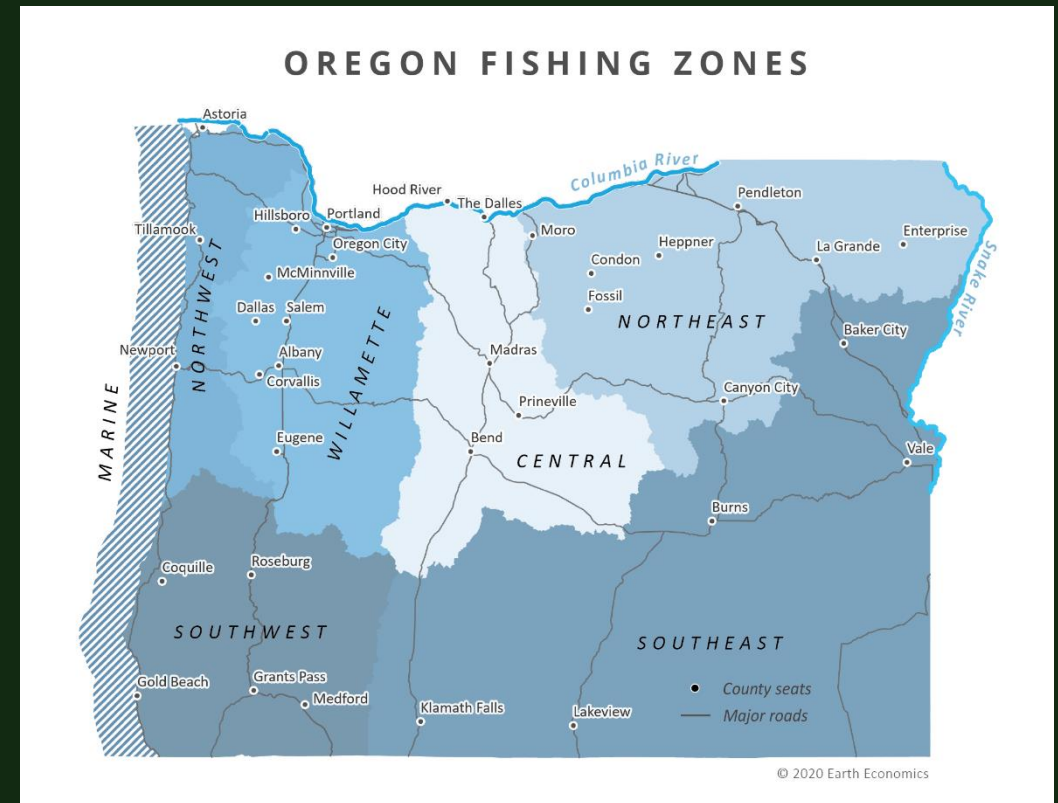 OREGON FISHING ZONES
Astoria
Columbia River
Hood River
The Dalles
Pendleton
Hillsboro
Portland
Tillamook
Moro
Enterprise
Oregon City
Heppner
La Grande
Snake River
Condon
McMinnville
Fossil
Dallas
Salem
NORTHWEST
NORTHEAST
Baker City
Newport
Albany
Madras
Corvallis
WILLAMETTE
Canyon City
Prineville
MARINE
Eugene
Bend
CENTRAL
Vale
Burns
Coquille
Roseburg
SOUTHWEST
SOUTHEAST
Gold Beach
Grants Pass
Medford
County seats
Klamath Falls
Lakeview
Major roads
© 2020 Earth Economics